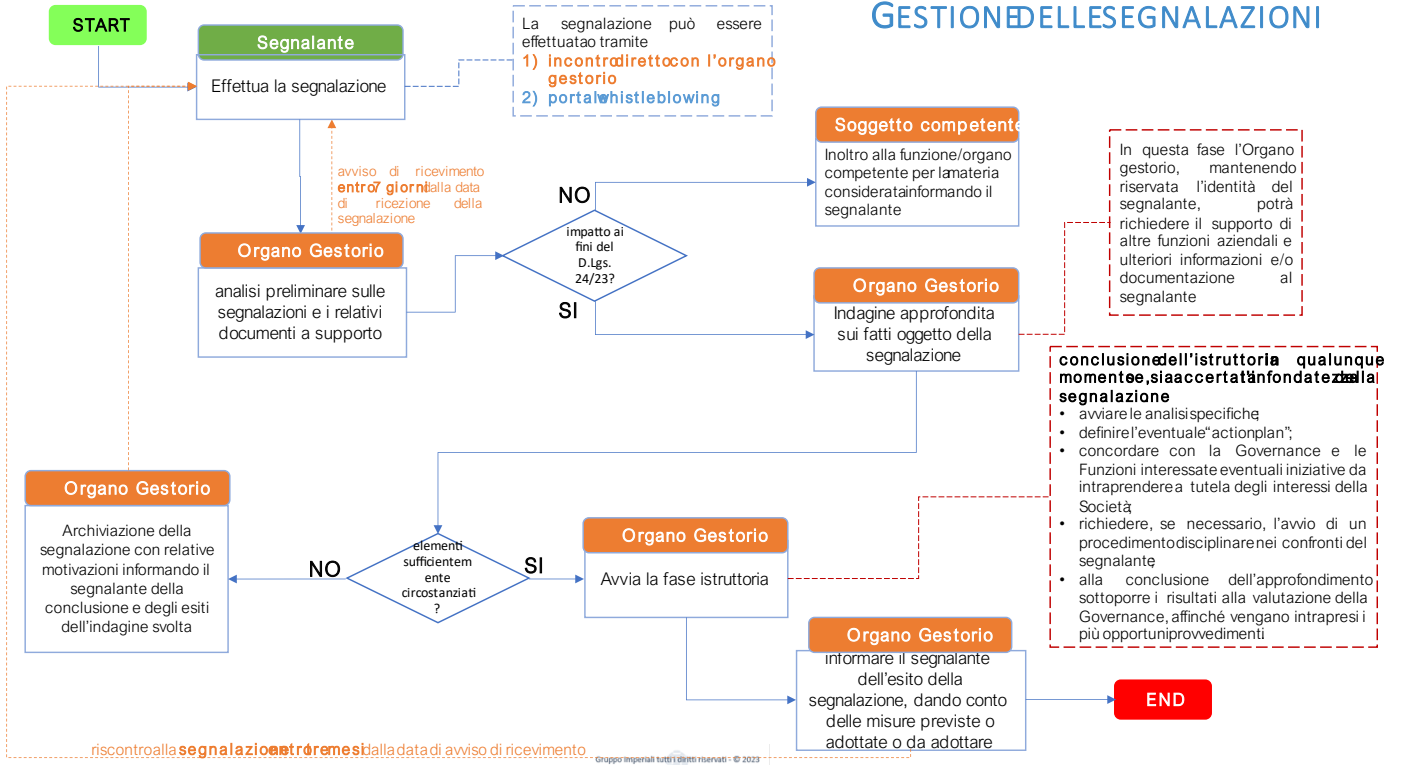 GESTIONE DELLE SEGNALAZIONI
START
Segnalante
Effettua la segnalazione
La segnalazione può essere
effettuatao tramite
1) incontro diretto con l'organo
gestorio
2) portale whistleblowing
avviso di ricevimento
entro 7 giorni dalla data
di ricezione della
segnalazione
Organo Gestorio
analisi preliminare sulle
segnalazioni e i relativi
documenti a supporto
NO
impatto ai
fini del
D.Lgs.
24/23?
SI
Soggetto competente
Inoltro alla funzione/organo
competente per la materia
considerata informando il
segnalante
Organo Gestorio
Indagine approfondita
sui fatti oggetto della
segnalazione
In questa fase l'Organo
gestorio, mantenendo
riservata l'identità del
segnalante, potrà
richiedere il supporto di
altre funzioni aziendali e
ulteriori informazioni e/o
documentazione al
segnalante
conclusione dell'istruttoria in qualunque
momento se, sia accertata l'infondatezza della
segnalazione
• avviare le analisi specifiche;
• definire l'eventuale "action plan";
• concordare con la Governance e le
Funzioni interessate eventuali iniziative da
intraprendere a tutela degli interessi della
Società;
• richiedere, se necessario, l'avvio di un
procedimento disciplinare nei confronti del
segnalante;
• alla conclusione dell'approfondimento
sottoporre i risultati alla valutazione della
Governance, affinché vengano intrapresi i
più opportuni provvedimenti
Organo Gestorio
Archiviazione della
segnalazione con relative
motivazioni informando il
segnalante della
conclusione e degli esiti
dell'indagine svolta
NO
elementi
sufficientem
ente
circostanziati
?
SI
Organo Gestorio
Avvia la fase istruttoria
Organo Gestorio
informare il segnalante
dell'esito della
segnalazione, dando conto
delle misure previste o
adottate o da adottare
END
riscontro alla segnalazione entro tre mesi dalla data di avviso di ricevimento
Gruppo Imperiali tutti i diritti riservati - © 2023